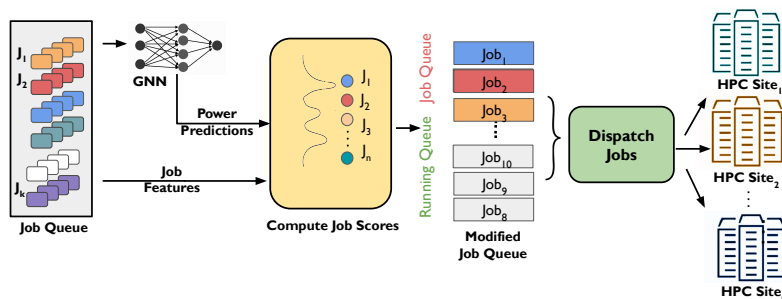 J1
J2
Jk
Job Queue
GNN
Power
Predictions
Job
Features
J1
J2
J3
Jn
Compute Job Scores
Running Queue Job Queue
Job1
Job2
Job3
Job10
Job9
Job8
Modified
Job Queue
Dispatch
Jobs
HPC Site1
HPC Site2
HPC Site